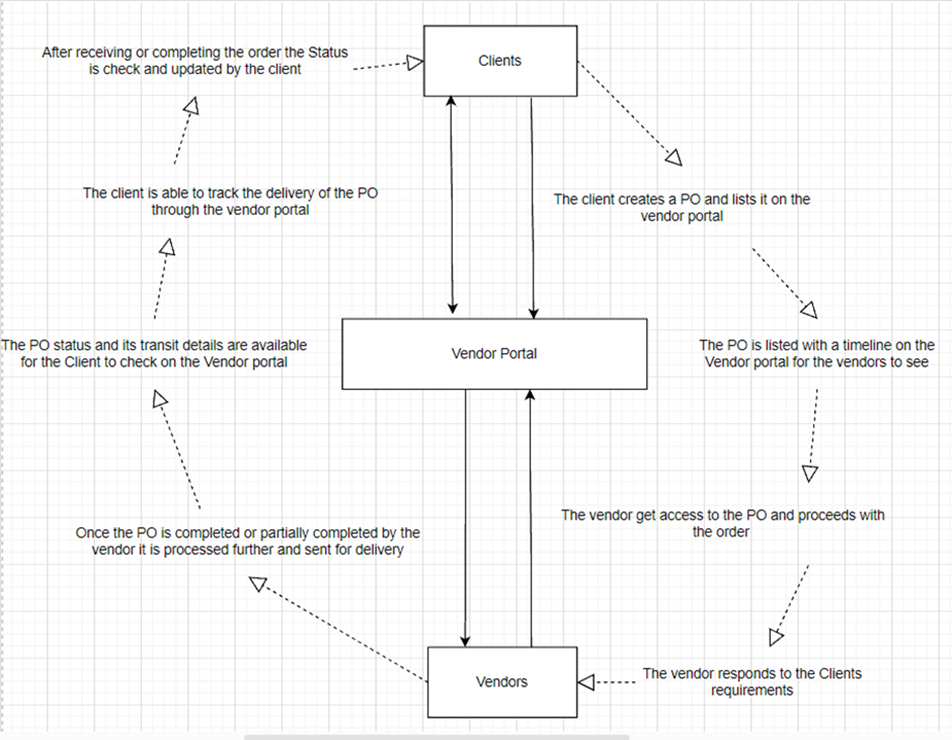 After receiving or completing the order the Status
is check and updated by the client
Clients
The client is able to track the delivery of the PO
through the vendor portal
The client creates a PO and lists it on the
vendor portal
The PO status and its transit details are available
for the Client to check on the Vendor portal
Vendor Portal
The PO is listed with a timeline on the
Vendor portal for the vendors to see
Once the PO is completed or partially completed by the
vendor it is processed further and sent for delivery
The vendor get access to the PO and proceeds with
the order
Vendors
The vendor responds to the Clients
requirements